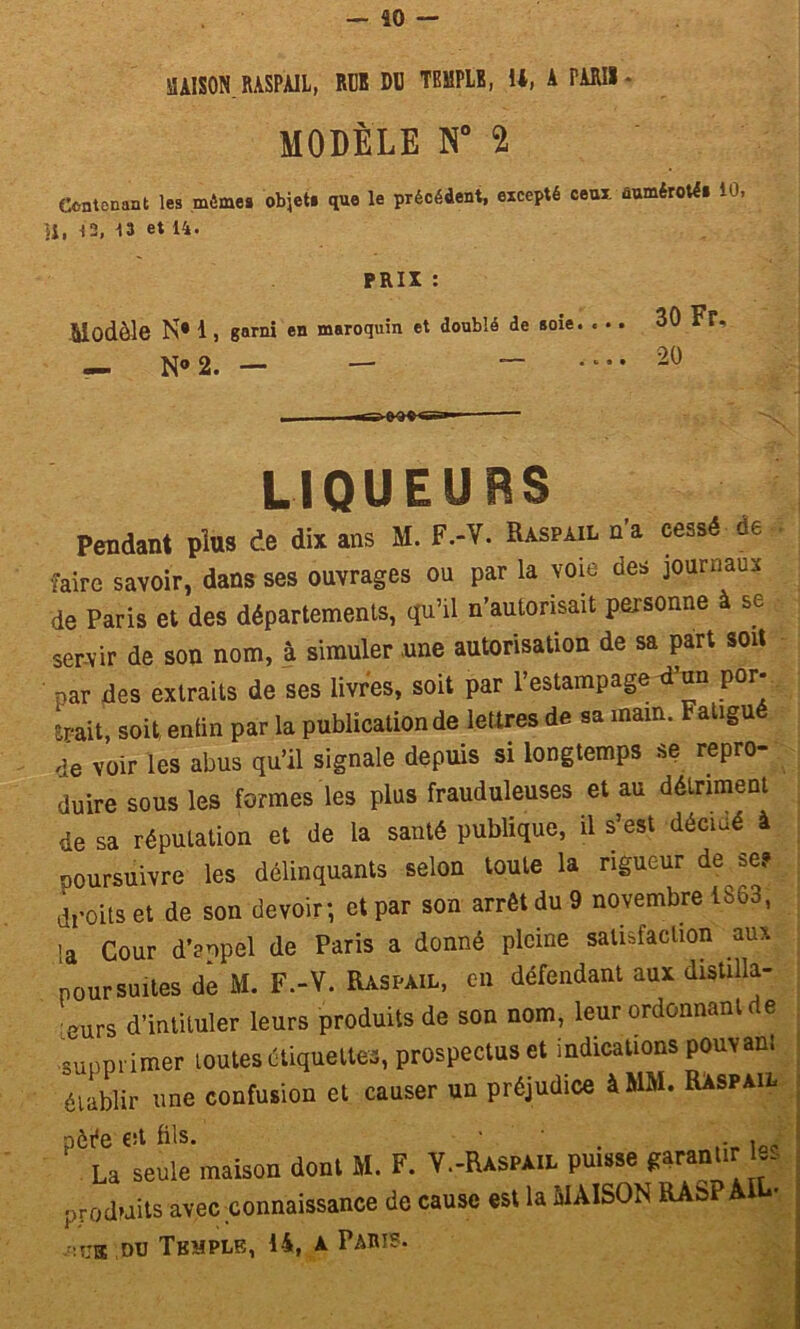 — 10 —
MAISON RASPAIL, RUE DU TEMPLE, 14, A PARIS.
MODÈLE N° 2
Contenant les mêmes objets que le précédent, excepté ceux numérotés 10,
11, 12, 13 et 14.
PRIX :
Modèle N° 1, garni en maroquin et doublé de soie. . . . 30 Fr.
— N° 2. — — — .... 20
LIQUEURS
Pendant plus de dix ans M. F.-V. RASPAIL n'a cessé de
faire savoir, dans ses ouvrages ou par la voie des journaux
de Paris et des départements, qu'il n'autorisait personne à se
servir de son nom, à simuler une autorisation de sa part soit
par des extraits de ses livres, soit par l'estampage d'un por-
trait, soit enfin par la publication de lettres de sa main. Fatigué
de voir les abus qu'il signale depuis si longtemps se repro-
duire sous les formes les plus frauduleuses et au détriment
de sa réputation et de la santé publique, il s'est décidé à
poursuivre les délinquants selon toute la rigueur de ses
droits et de son devoir; et par son arrêt du 9 novembre 1863,
la Cour d'appel de Paris a donné pleine satisfaction aux
poursuites de M. F.-V. RASPAIL, en défendant aux distilla-
teurs d'intituler leurs produits de son nom, leur ordonnant de
supprimer toutes étiquettes, prospectus et indications pouvant
établir une confusion et causer un préjudice à MM. RASPAIL
père et fils.
La seule maison dont M. F. V.-RASPAIL puisse garantir les
produits avec connaissance de cause est la MAISON RASPAIL.
RUE DU TEMPLE, 14, A PARIS.